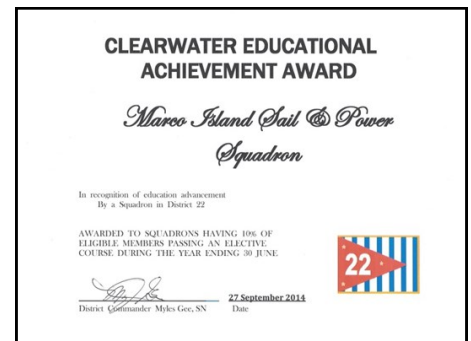 CLEARWATER EDUCATIONAL
ACHIEVEMENT AWARD
Marco Island Sail & Power
Squadron
In recognition of education advancement
By a Squadron in District 22
AWARDED TO SQUADRONS HAVING 10% OF
ELIGIBLE MEMBERS PASSING AN ELECTIVE
COURSE DURING THE YEAR ENDING 30 JUNE
22
27 September 2014
District Commander Myles Gee, SN Date